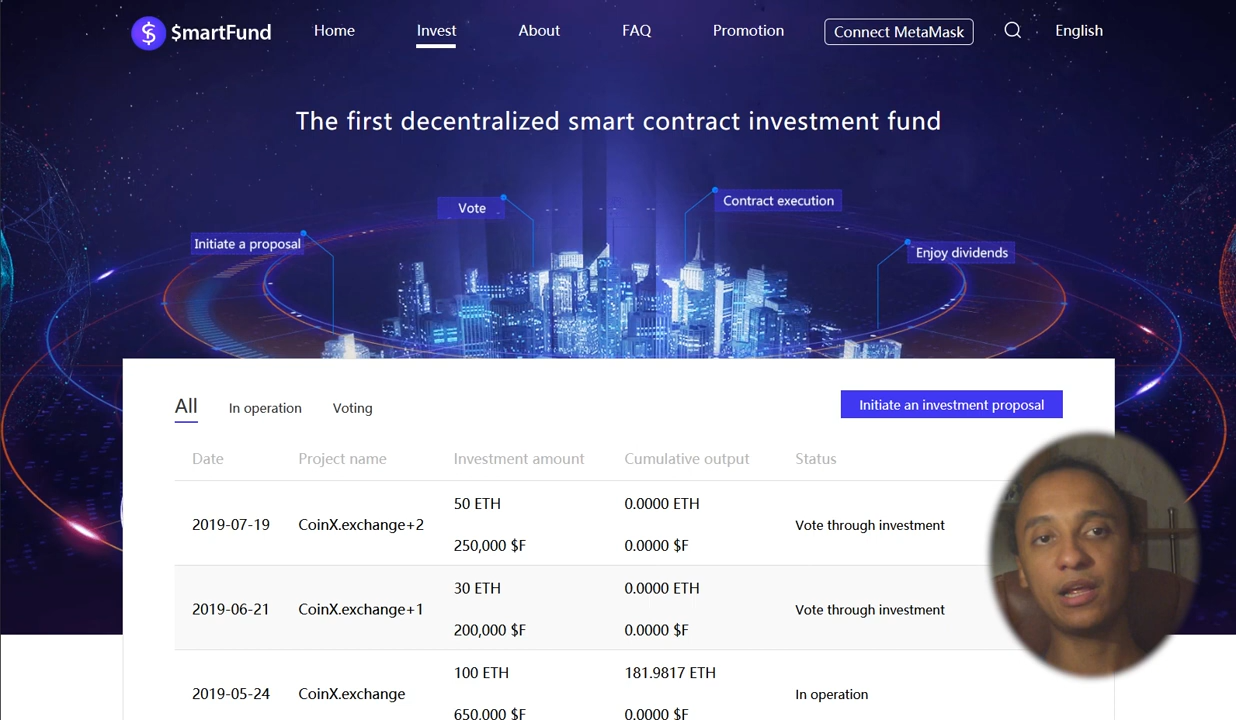 $martFund Home Invest About FAQ Promotion Connect MetaMask English
The first decentralized smart contract investment fund
Initiate a proposal
Vote
Contract execution
Enjoy dividends
All In operation Voting Initiate an investment proposal
Date Project name Investment amount Cumulative output Status
50 ETH 0.0000 ETH
2019-07-19 CoinX.exchange+2 Vote through investment
250,000 $F 0.0000 $F
30 ETH 0.0000 ETH
2019-06-21 CoinX.exchange+1 Vote through investment
200,000 $F 0.0000 $F
100 ETH 181.9817 ETH
2019-05-24 CoinX.exchange In operation
650,000 $F 0.0000 $F